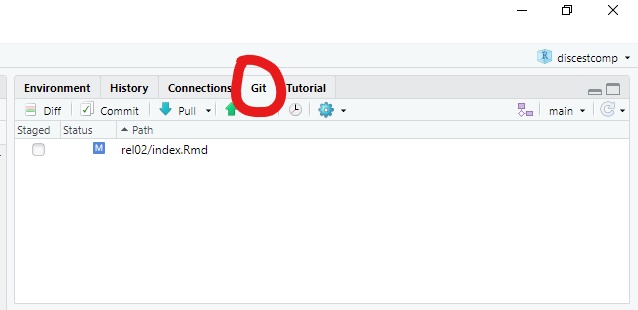 discestcomp
Environment History Connections Git Tutorial
Diff Commit Pull main
Staged Status Path
M rel02/index.Rmd